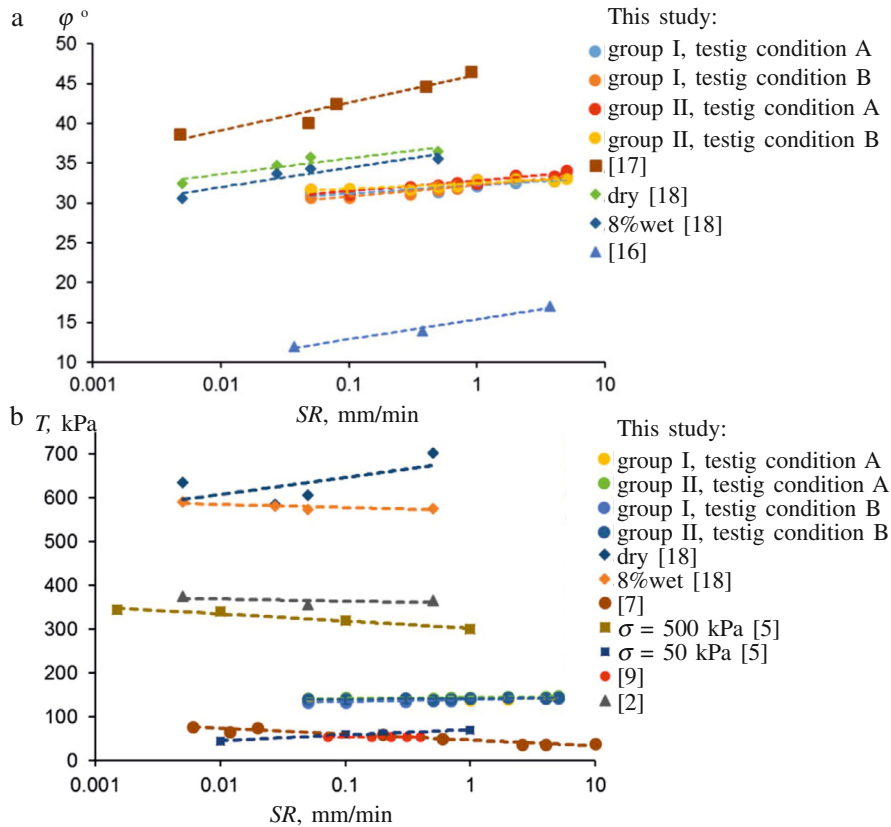 a
φ °
50
45
40
35
30
25
20
15
10
0.001
0.01
0.1
1
10
SR, mm/min
This study:
group I, testig condition A
group I, testig condition B
group II, testig condition A
group II, testig condition B
[17]
dry [18]
8%wet [18]
[16]
b
T, kPa
700
600
500
400
300
200
100
0
0.001
0.01
0.1
1
10
SR, mm/min
This study:
group I, testig condition A
group II, testig condition A
group I, testig condition B
group II, testig condition B
dry [18]
8%wet [18]
[7]
σ = 500 kPa [5]
σ = 50 kPa [5]
[9]
[2]